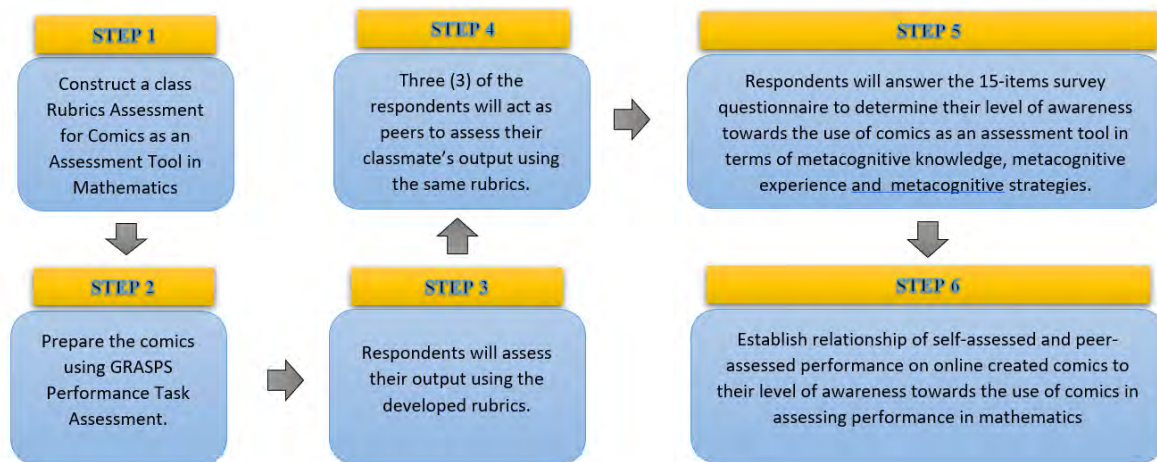 STEP 1
Construct a class
Rubrics Assessment
for Comics as an
Assessment Tool in
Mathematics
STEP 2
Prepare the comics
using GRASPS
Performance Task
Assessment.
STEP 3
Respondents will assess
their output using the
developed rubrics.
STEP 4
Three (3) of the
respondents will act as
peers to assess their
classmate's output using
the same rubrics.
STEP 5
Respondents will answer the 15-items survey
questionnaire to determine their level of awareness
towards the use of comics as an assessment tool in
terms of metacognitive knowledge, metacognitive
experience and metacognitive strategies.
STEP 6
Establish relationship of self-assessed and peer-
assessed performance on online created comics to
their level of awareness towards the use of comics in
assessing performance in mathematics